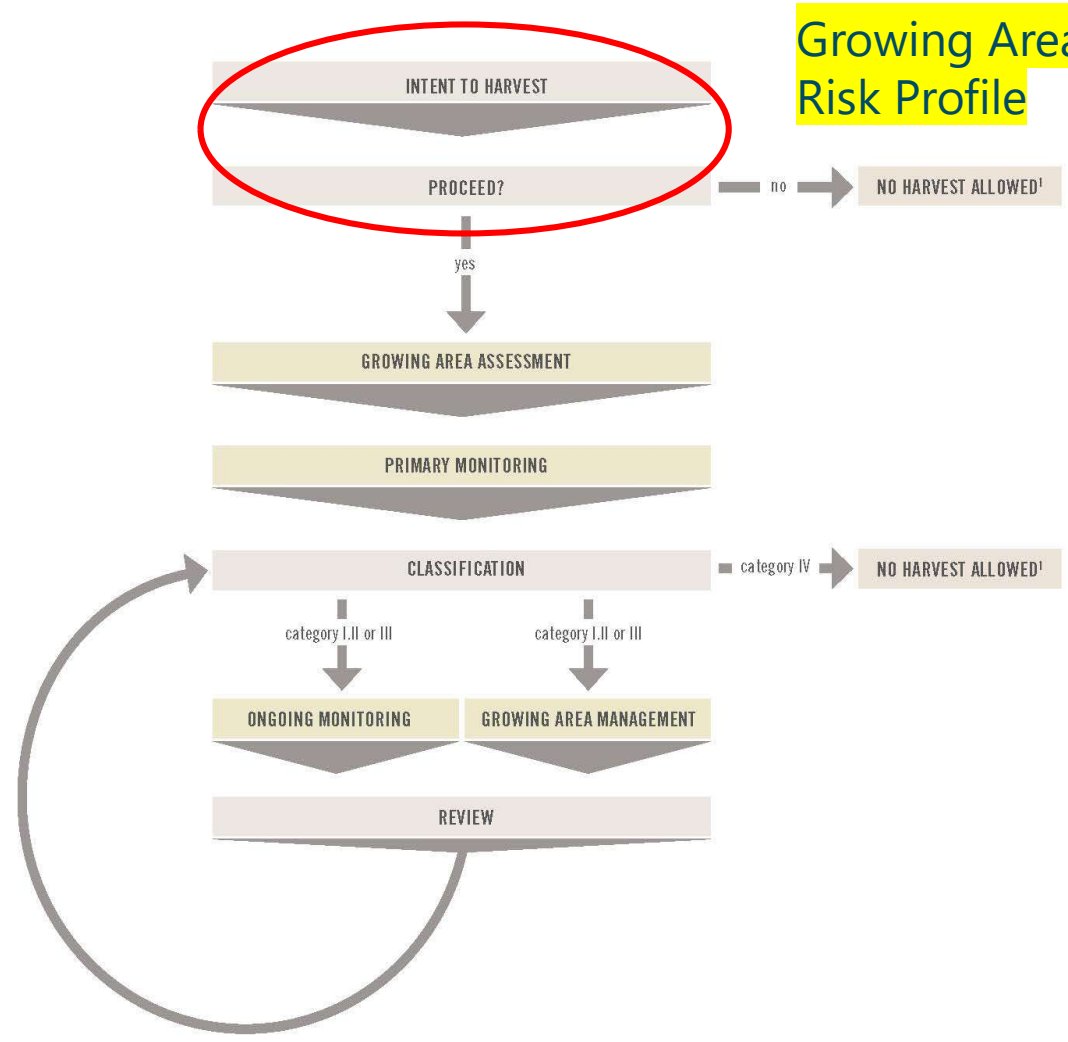 Growing Area
Risk Profile
INTENT TO HARVEST
PROCEED?
no
NO HARVEST ALLOWED¹
yes
GROWING AREA ASSESSMENT
PRIMARY MONITORING
CLASSIFICATION
category IV
NO HARVEST ALLOWED¹
category I.II or III
category I.II or III
ONGOING MONITORING
GROWING AREA MANAGEMENT
REVIEW